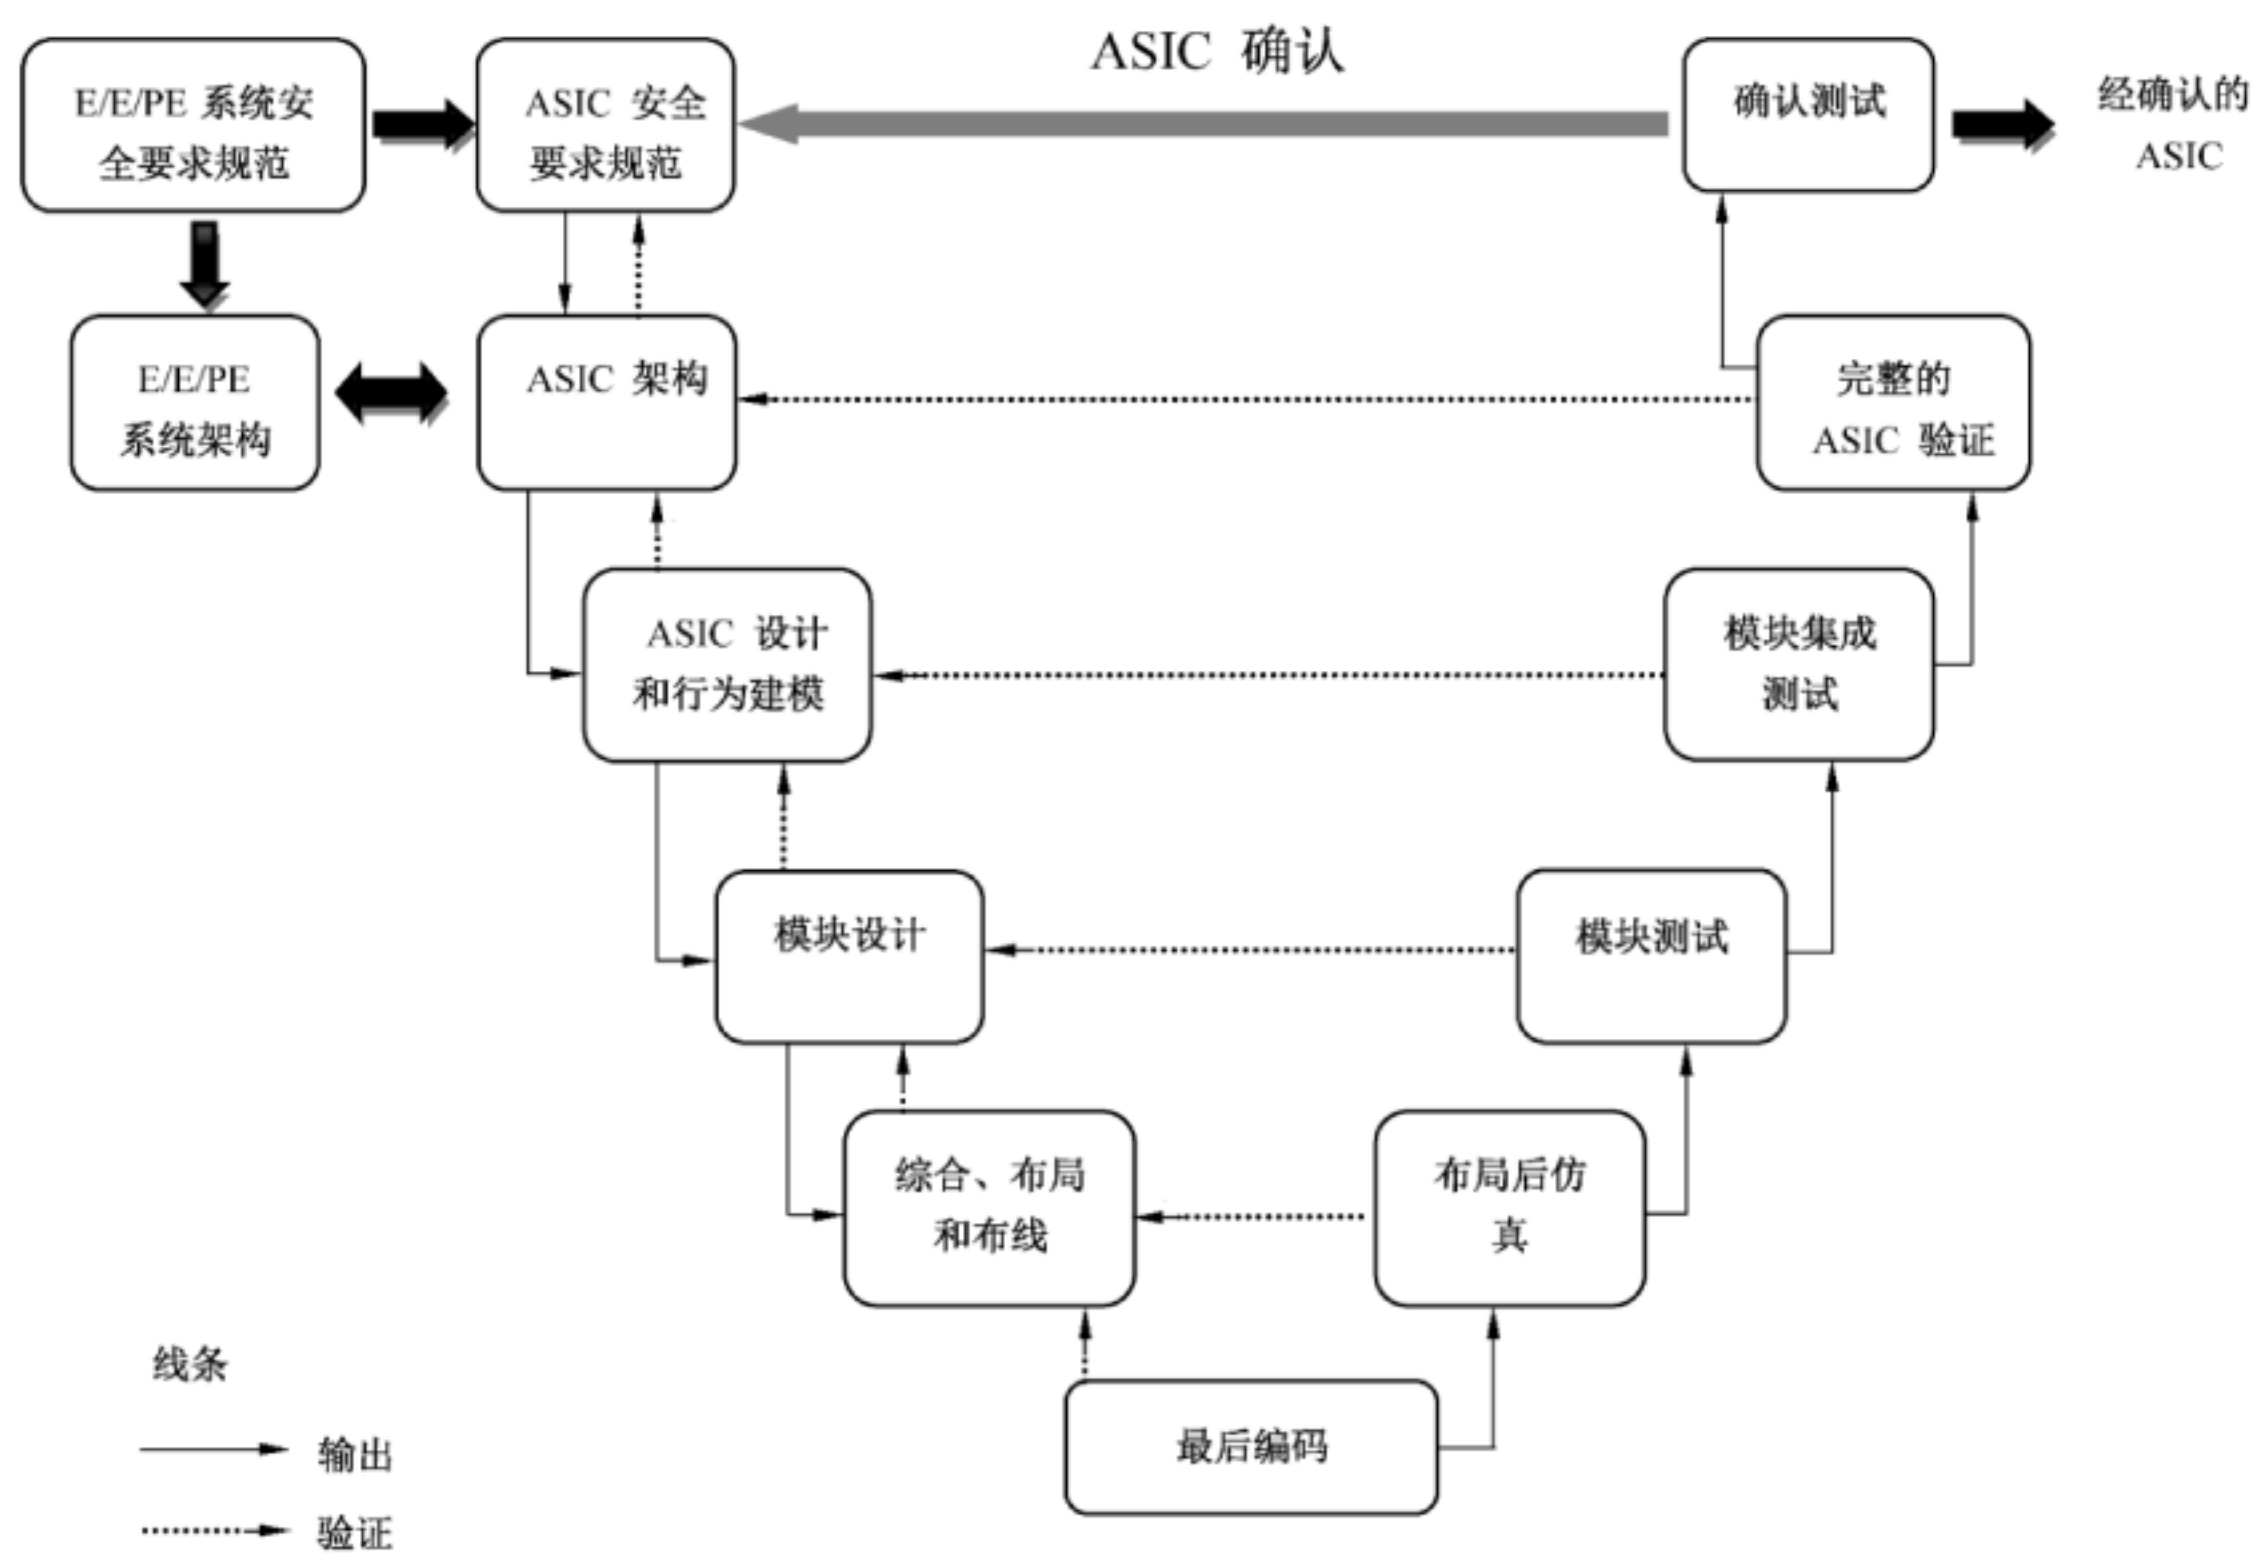 ASIC 确认
E/E/PE 系统安
全要求规范
ASIC 安全
要求规范
确认测试
经确认的
ASIC
E/E/PE
系统架构
ASIC 架构
完整的
ASIC 验证
ASIC 设计
和行为建模
模块集成
测试
模块设计
模块测试
综合、布局
和布线
布局后仿
真
最后编码
线条
输出
验证